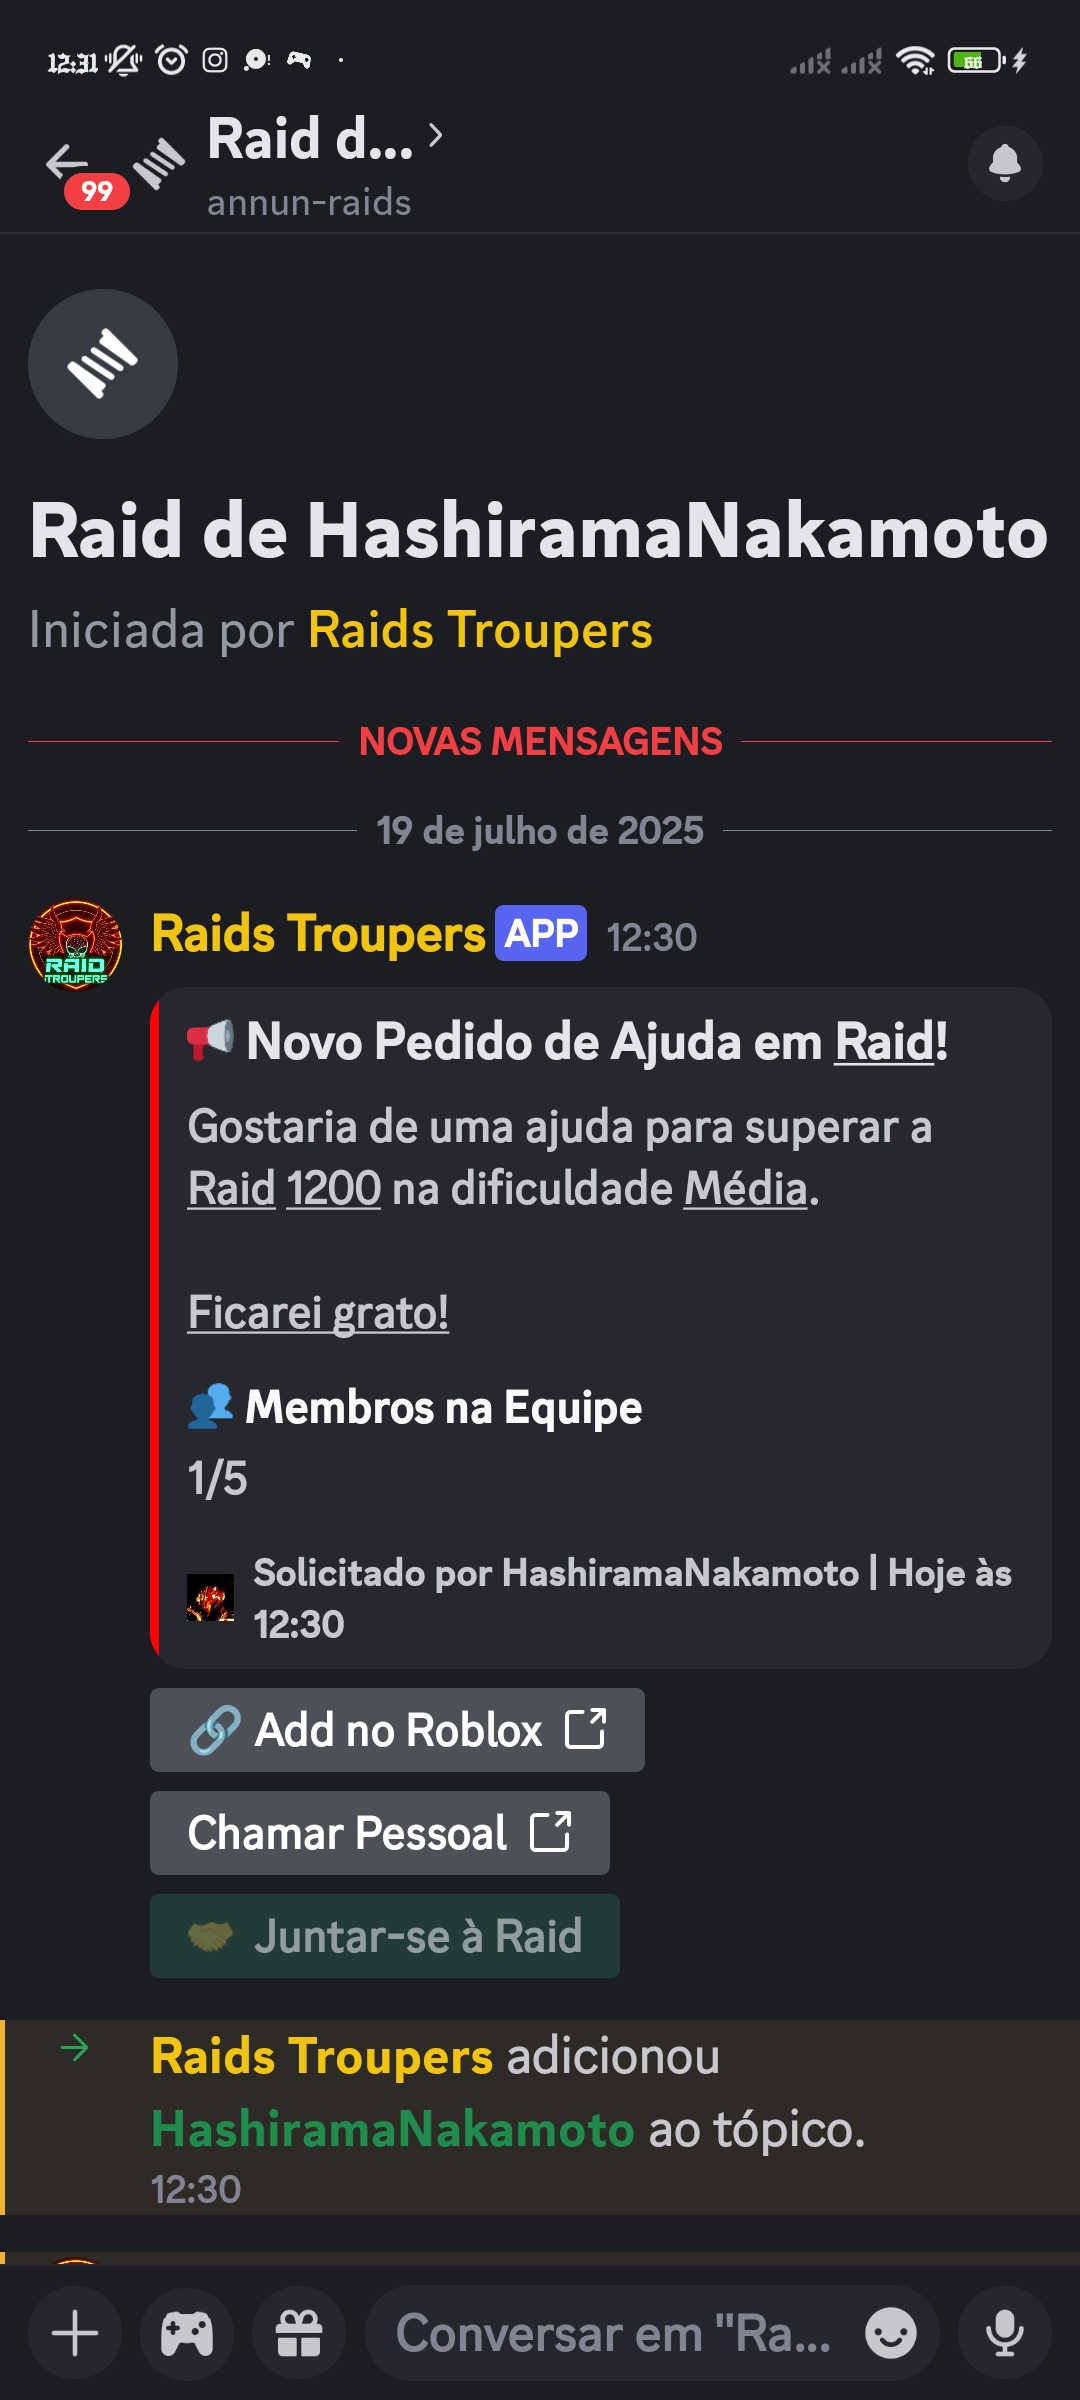 12:31
66
Raid d...
99
annun-raids
Raid de HashiramaNakamoto
Iniciada por Raids Troupers
NOVAS MENSAGENS
19 de julho de 2025
Raids Troupers APP 12:30
RAID
TROUPERS
Novo Pedido de Ajuda em Raid!
Gostaria de uma ajuda para superar a
Raid 1200 na dificuldade Média.
Ficarei grato!
Membros na Equipe
1/5
Solicitado por HashiramaNakamoto | Hoje às
12:30
Add no Roblox
Chamar Pessoal
Juntar-se à Raid
Raids Troupers adicionou
HashiramaNakamoto ao tópico.
12:30
Conversar em "Ra...